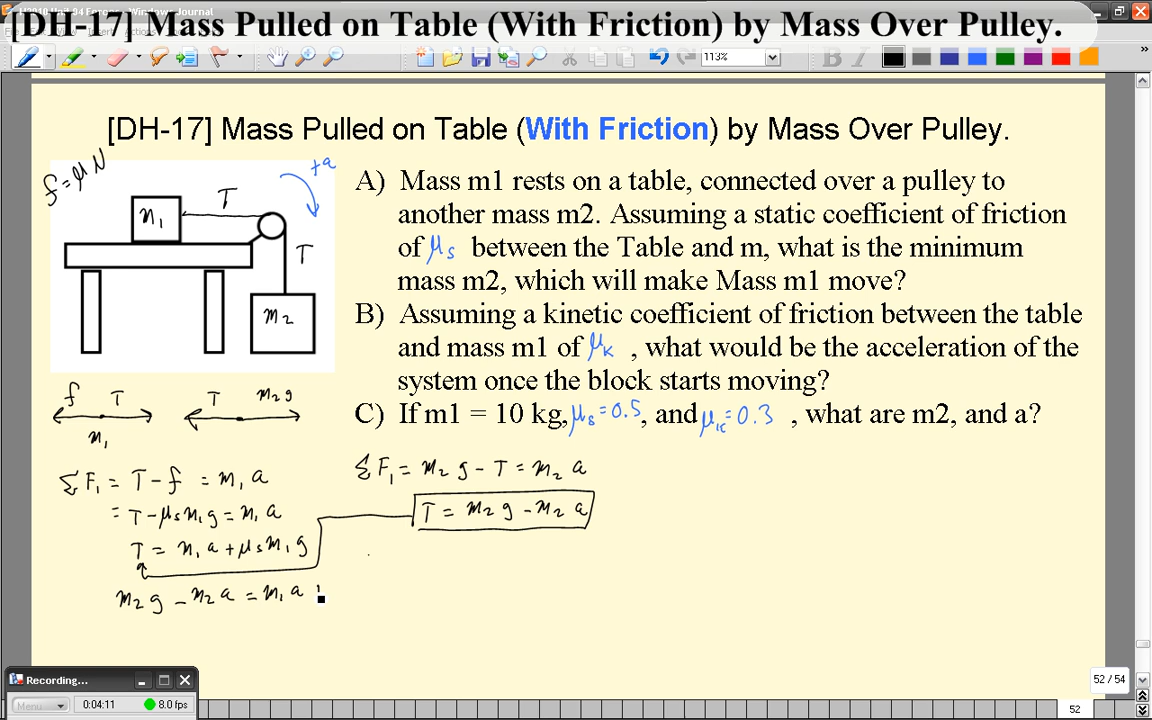 [DH-17] Mass Pulled on Table (With Friction) by Mass Over Pulley.
113%
[DH-17] Mass Pulled on Table (With Friction) by Mass Over Pulley.
f = μ N
+a
T
m₁
T
m₂
A) Mass m1 rests on a table, connected over a pulley to
another mass m2. Assuming a static coefficient of friction
of μs between the Table and m, what is the minimum
mass m2, which will make Mass m1 move?
B) Assuming a kinetic coefficient of friction between the table
and mass m1 of μK , what would be the acceleration of the
system once the block starts moving?
C) If m1 = 10 kg, μs = 0.5, and μK = 0.3 , what are m2, and a?
f T
m₁
T m₂g
ΣF₁ = T - f = m₁ a
= T - μs m₁ g = m₁ a
T = m₁ a + μs m₁ g
m₂ g - m₂ a = m₁ a
ΣF₁ = m₂ g - T = m₂ a
T = m₂ g - m₂ a
52 / 54
Recording...
Menu
0:04:11
8.0 fps
52